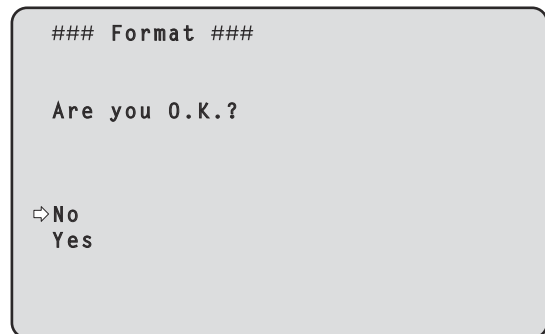 ### Format ###
Are you O.K.?
⇨No
Yes